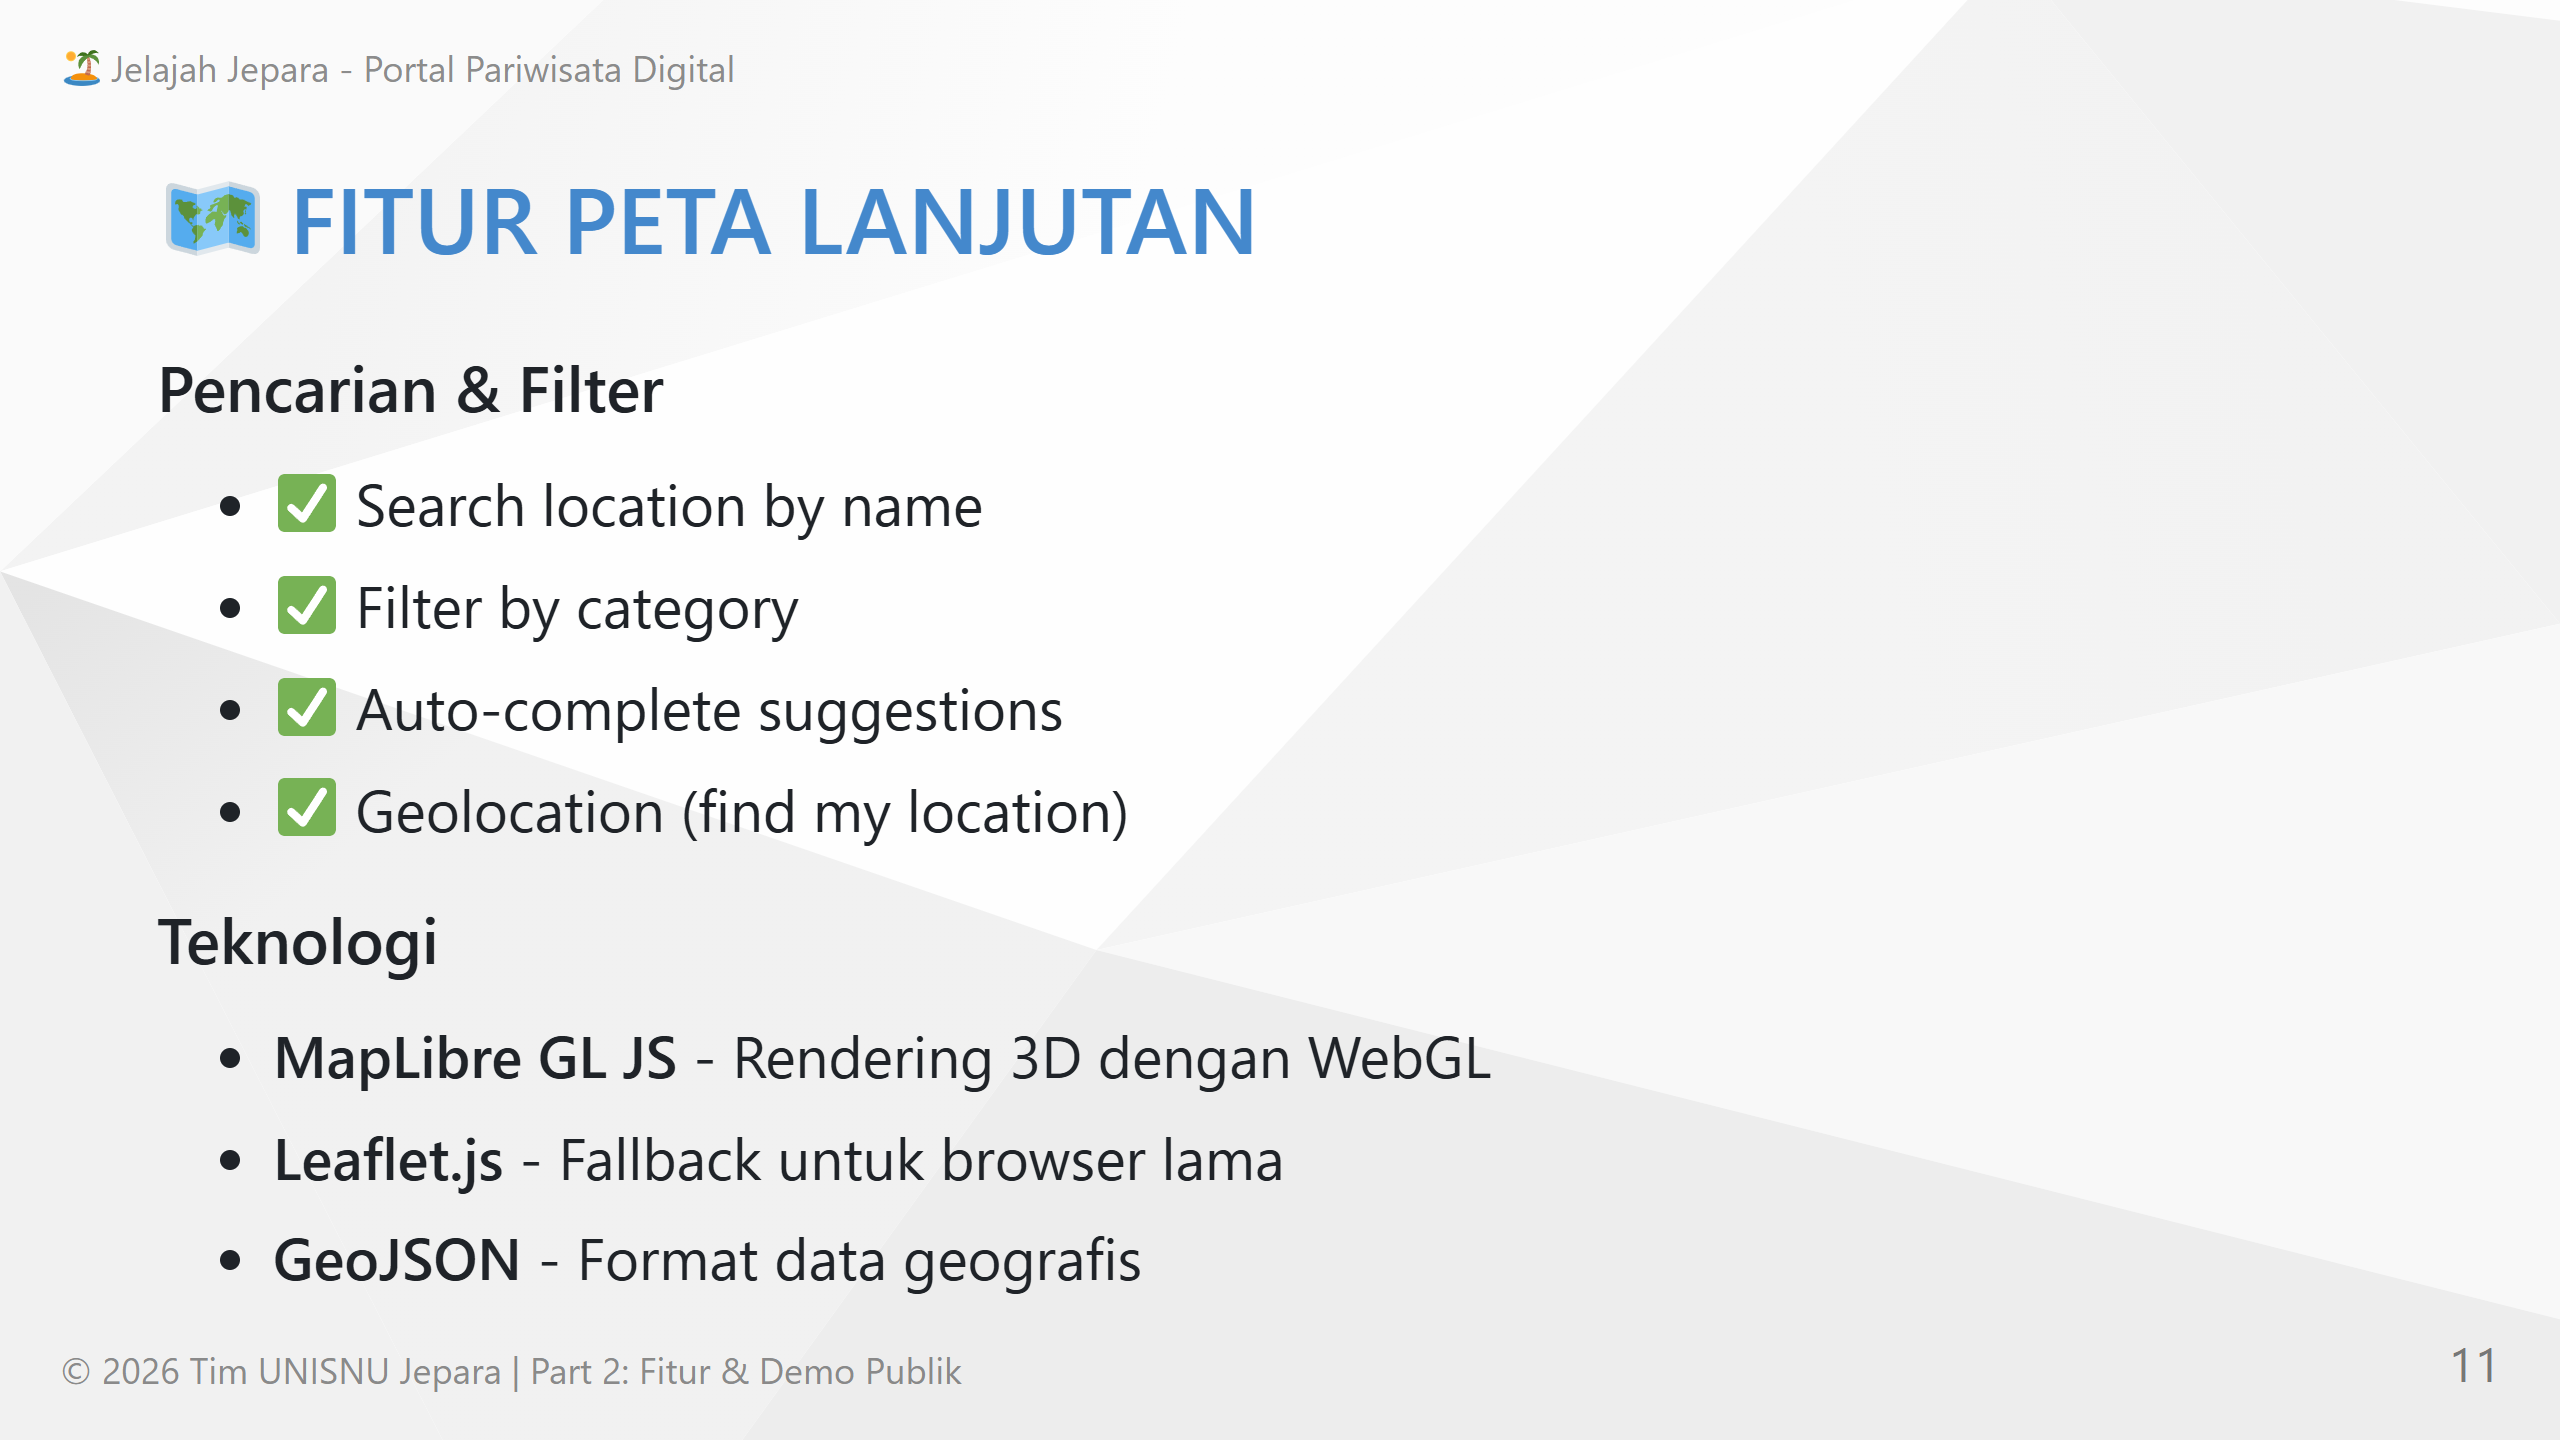 🏝️ Jelajah Jepara - Portal Pariwisata Digital
🗺️ FITUR PETA LANJUTAN
Pencarian & Filter
• ✅ Search location by name
• ✅ Filter by category
• ✅ Auto-complete suggestions
• ✅ Geolocation (find my location)
Teknologi
• MapLibre GL JS - Rendering 3D dengan WebGL
• Leaflet.js - Fallback untuk browser lama
• GeoJSON - Format data geografis
© 2026 Tim UNISNU Jepara | Part 2: Fitur & Demo Publik
11